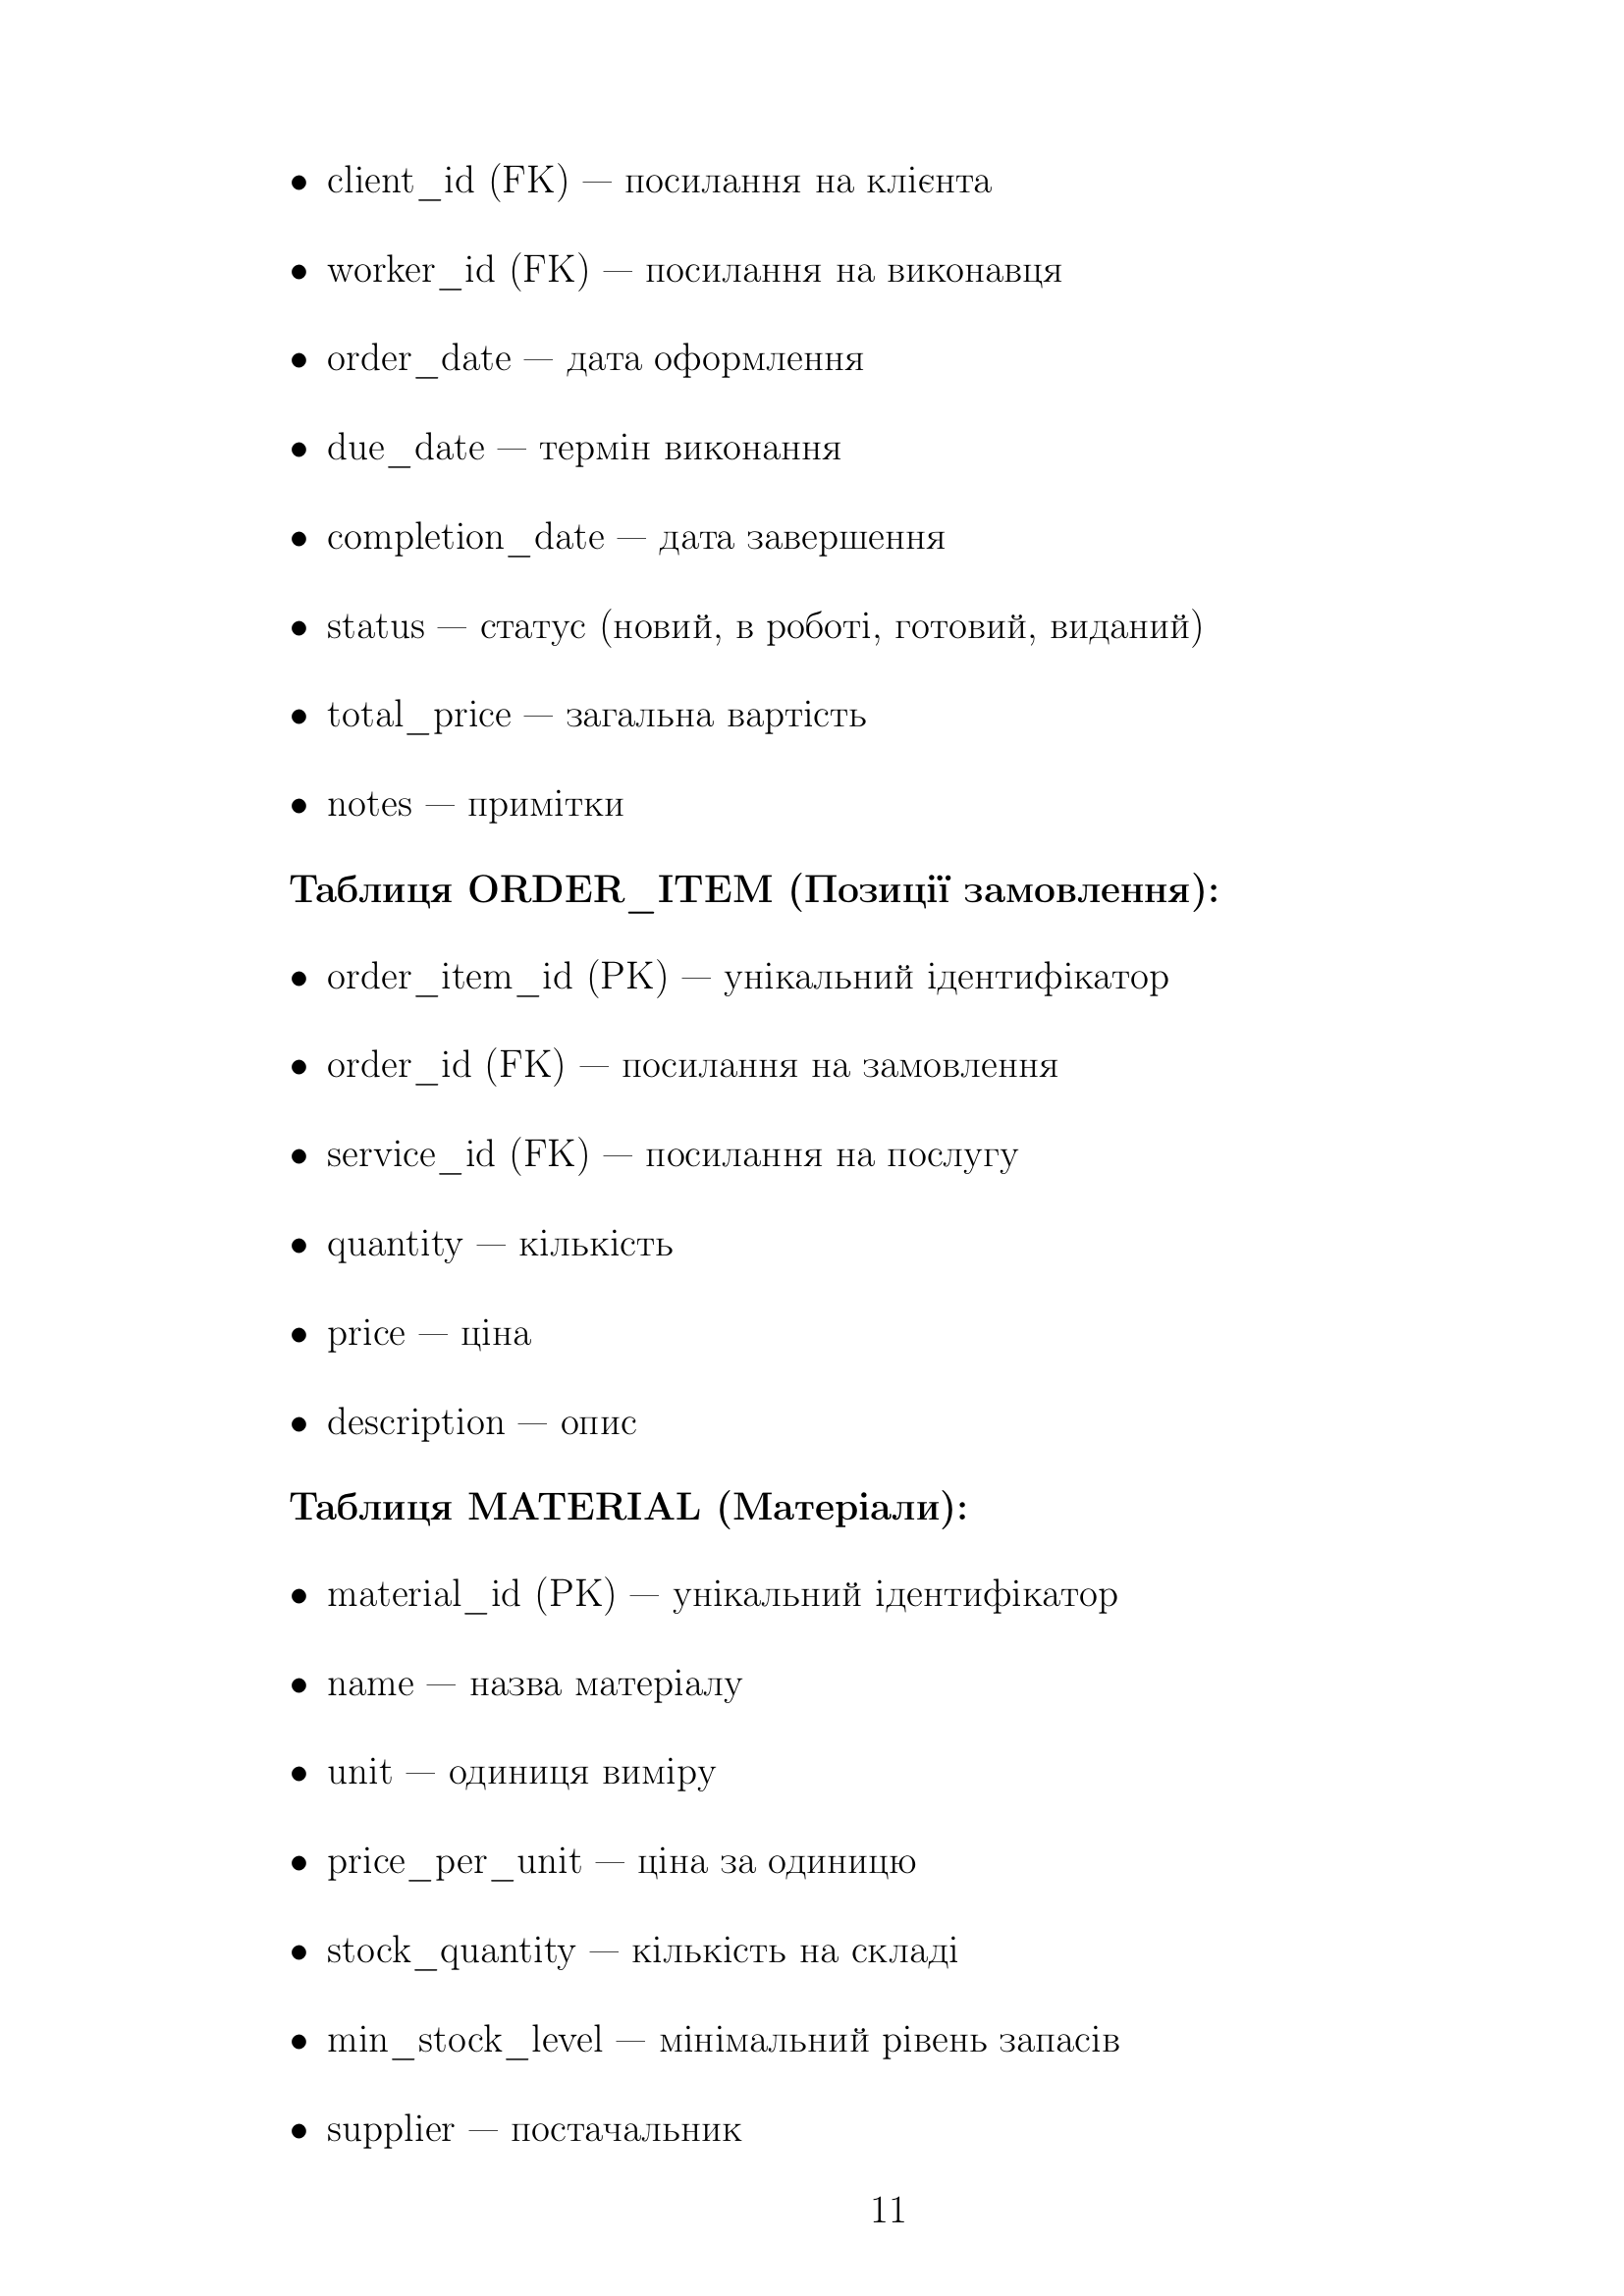 • client_id (FK) — посилання на клієнта
• worker_id (FK) — посилання на виконавця
• order_date — дата оформлення
• due_date — термін виконання
• completion_date — дата завершення
• status — статус (новий, в роботі, готовий, виданий)
• total_price — загальна вартість
• notes — примітки
Таблиця ORDER_ITEM (Позиції замовлення):
• order_item_id (PK) — унікальний ідентифікатор
• order_id (FK) — посилання на замовлення
• service_id (FK) — посилання на послугу
• quantity — кількість
• price — ціна
• description — опис
Таблиця MATERIAL (Матеріали):
• material_id (PK) — унікальний ідентифікатор
• name — назва матеріалу
• unit — одиниця виміру
• price_per_unit — ціна за одиницю
• stock_quantity — кількість на складі
• min_stock_level — мінімальний рівень запасів
• supplier — постачальник
11